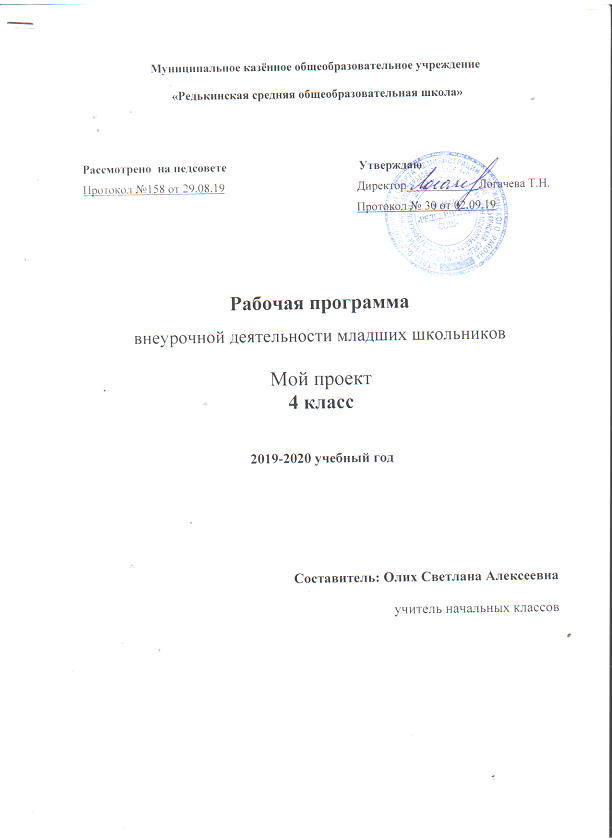 Муниципальное казённое общеобразовательное учреждение
«Редькинская средняя общеобразовательная школа»
Рассмотрено на педсовете
Протокол №158 от 29.08.19
Утверждаю
Директор Логачева Т.Н.
Протокол № 30 от 02.09.19
Рабочая программа
внеурочной деятельности младших школьников
Мой проект
4 класс
2019-2020 учебный год
Составитель: Олих Светлана Алексеевна
учитель начальных классов